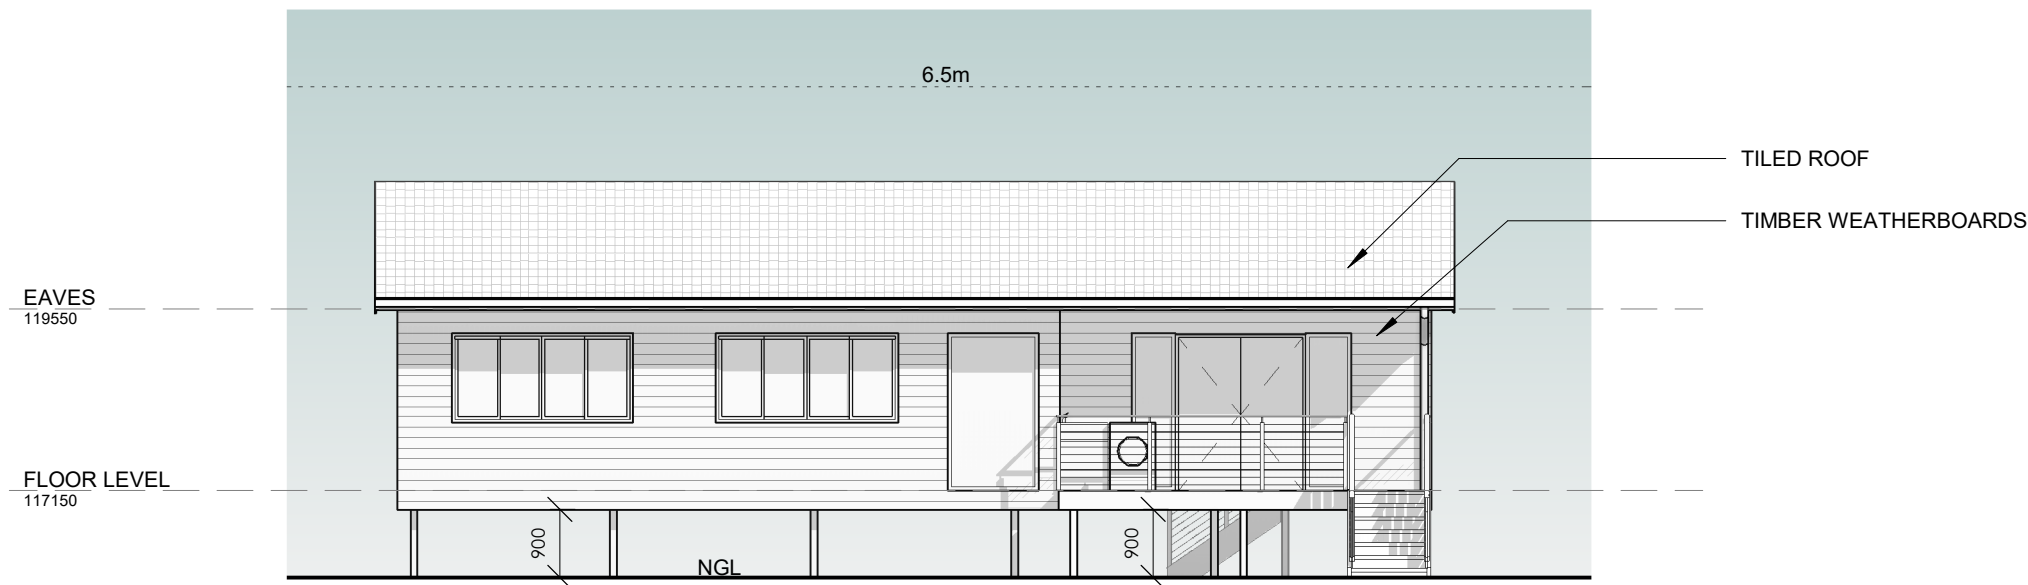 6.5m
TILED ROOF
TIMBER WEATHERBOARDS
EAVES
119550
FLOOR LEVEL
117150
900
900
NGL